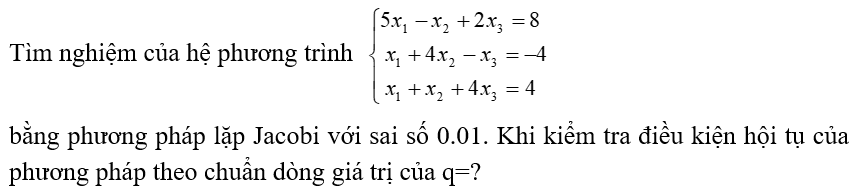 5x₁ − x₂ + 2x₃ = 8
Tìm nghiệm của hệ phương trình { x₁ + 4x₂ − x₃ = −4
x₁ + x₂ + 4x₃ = 4
bằng phương pháp lặp Jacobi với sai số 0.01. Khi kiểm tra điều kiện hội tụ của
phương pháp theo chuẩn dòng giá trị của q=?